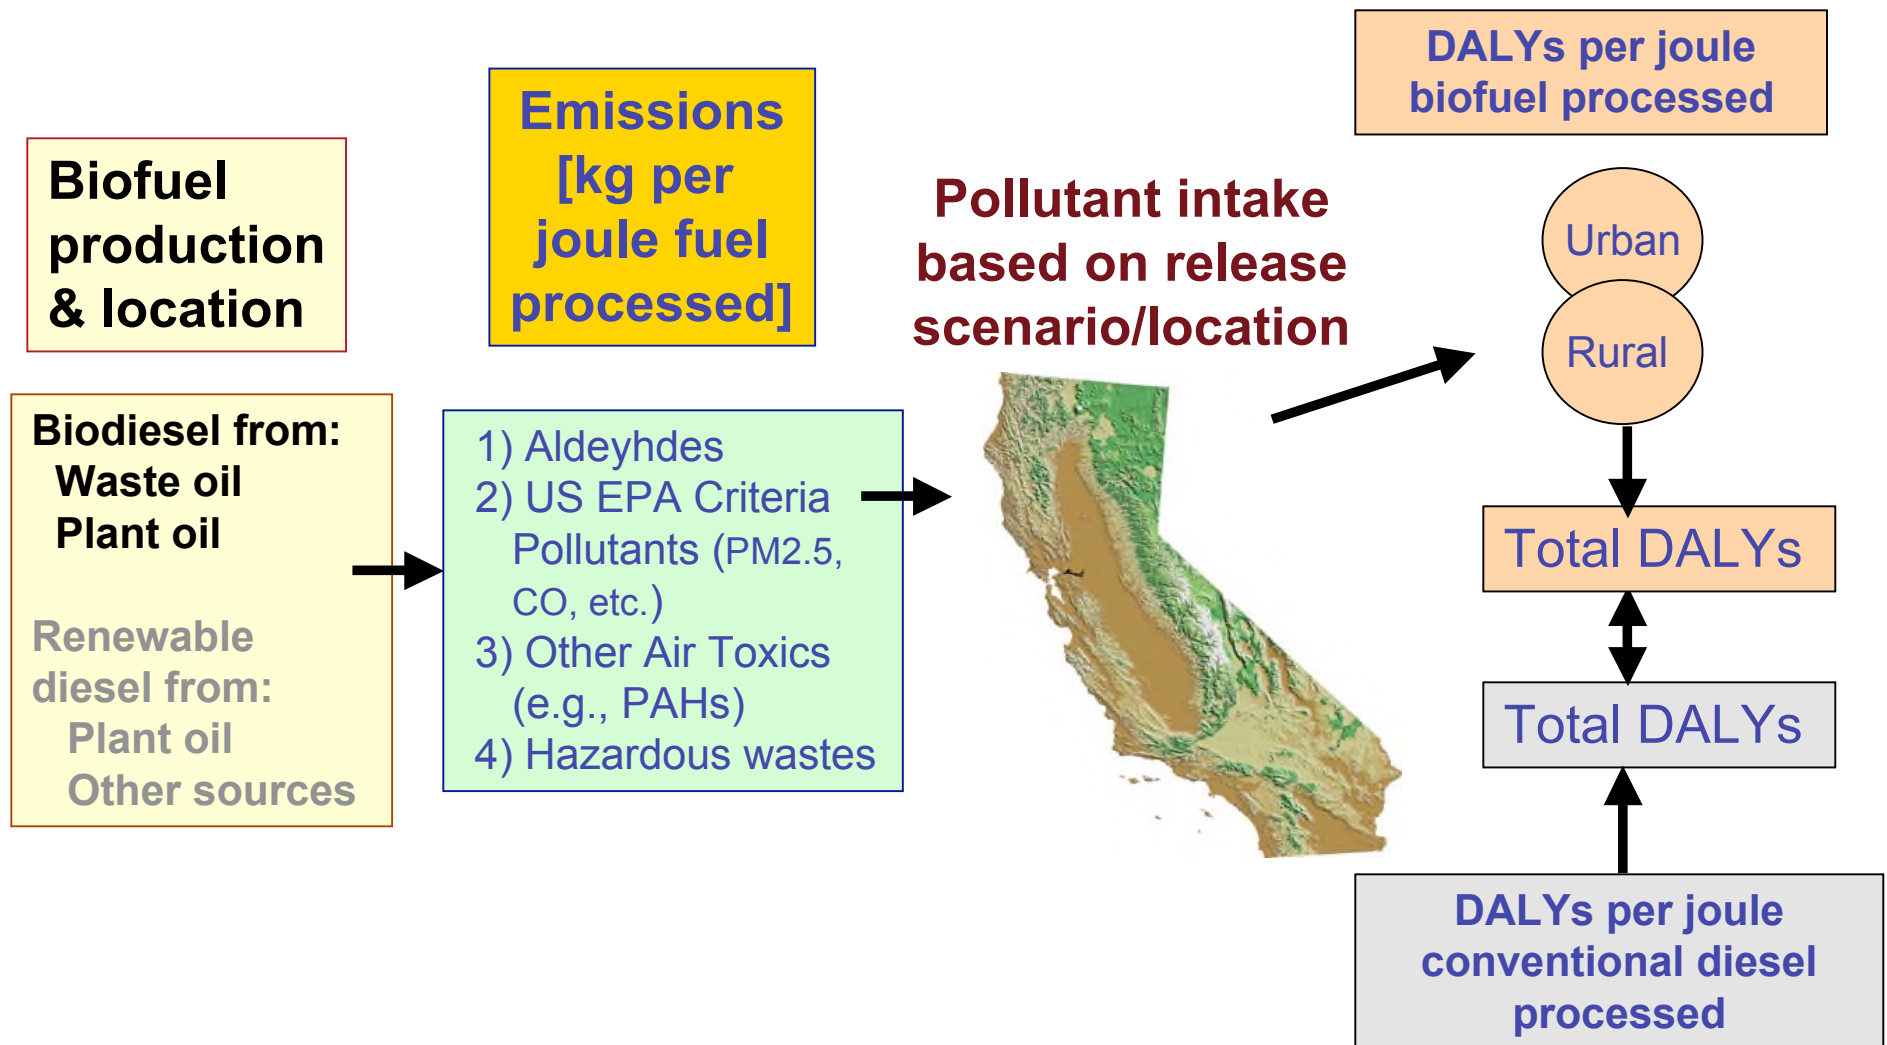 Biofuel
production
& location
Biodiesel from:
Waste oil
Plant oil
Renewable
diesel from:
Plant oil
Other sources
Emissions
[kg per
joule fuel
processed]
1) Aldeyhdes
2) US EPA Criteria
Pollutants (PM2.5,
CO, etc.)
3) Other Air Toxics
(e.g., PAHs)
4) Hazardous wastes
Pollutant intake
based on release
scenario/location
DALYs per joule
biofuel processed
Urban
Rural
Total DALYs
Total DALYs
DALYs per joule
conventional diesel
processed